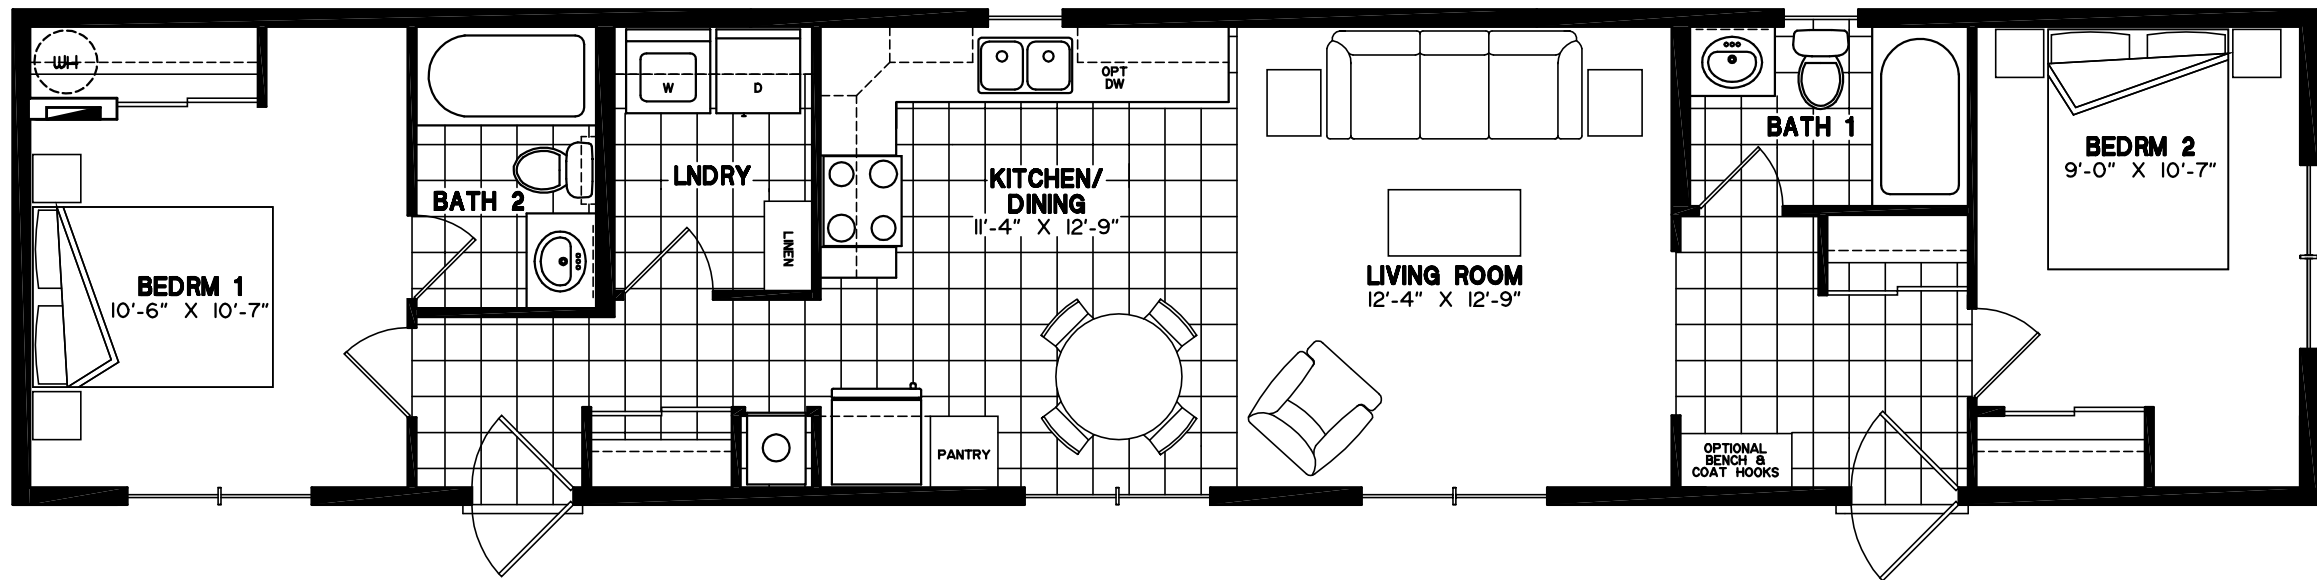 WH
BEDRM 1
10'-6" X 10'-7"
BATH 2
W
D
LNDRY
LINEN
OPT
DW
KITCHEN/
DINING
11'-4" X 12'-9"
PANTRY
LIVING ROOM
12'-4" X 12'-9"
BATH 1
OPTIONAL
BENCH &
COAT HOOKS
BEDRM 2
9'-0" X 10'-7"